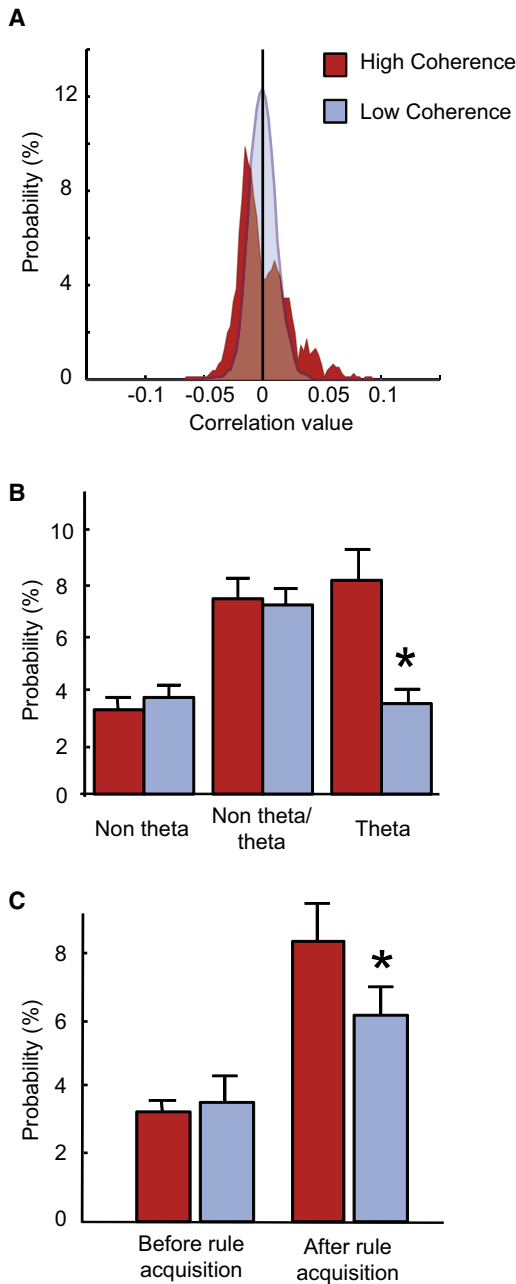 A
High Coherence
Low Coherence
12
8
4
0
Probability (%)
-0.1 -0.05 0 0.05 0.1
Correlation value
B
10
8
6
4
2
0
Probability (%)
*
Non theta
Non theta/
theta
Theta
C
8
6
4
2
0
Probability (%)
*
Before rule
acquisition
After rule
acquisition